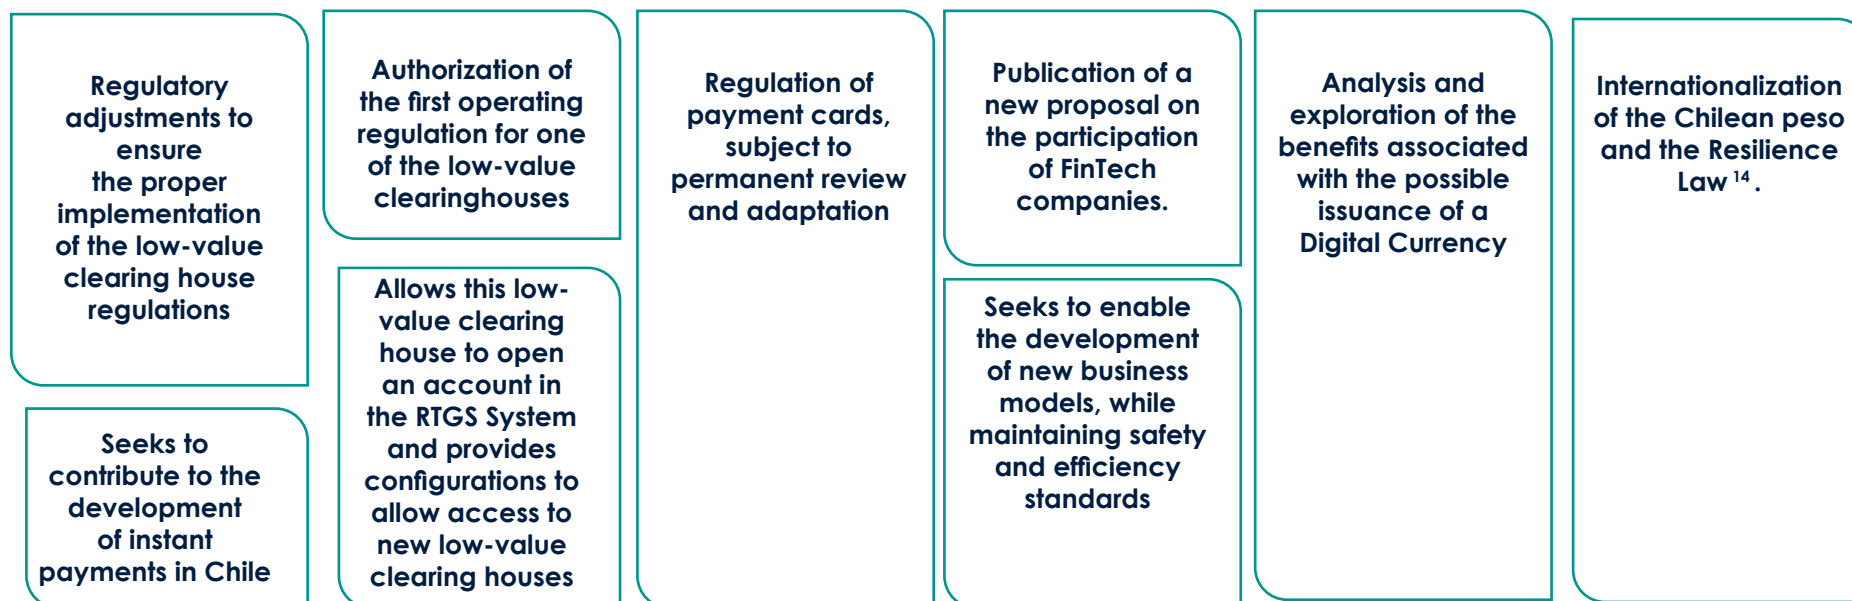 Regulatory
adjustments to
ensure
the proper
implementation
of the low-value
clearing house
regulations
Seeks to
contribute to the
development
of instant
payments in Chile
Authorization of
the first operating
regulation for one
of the low-value
clearinghouses
Allows this low-
value clearing
house to open
an account in
the RTGS System
and provides
configurations to
allow access to
new low-value
clearing houses
Regulation of
payment cards,
subject to
permanent review
and adaptation
Publication of a
new proposal on
the participation
of FinTech
companies.
Seeks to enable
the development
of new business
models, while
maintaining safety
and efficiency
standards
Analysis and
exploration of the
benefits associated
with the possible
issuance of a
Digital Currency
Internationalization
of the Chilean peso
and the Resilience
Law 14 .